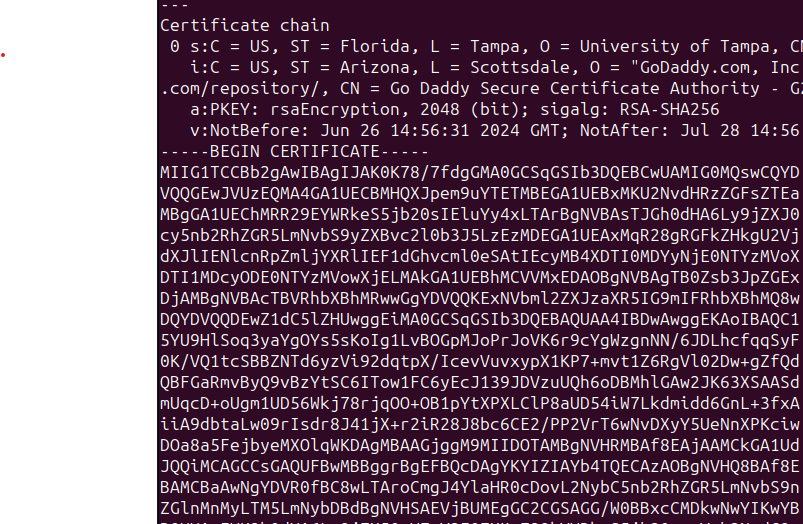 ---
Certificate chain
 0 s:C = US, ST = Florida, L = Tampa, O = University of Tampa, CN
   i:C = US, ST = Arizona, L = Scottsdale, O = "GoDaddy.com, Inc
.com/repository/, CN = Go Daddy Secure Certificate Authority - G2
   a:PKEY: rsaEncryption, 2048 (bit); sigalg: RSA-SHA256
   v:NotBefore: Jun 26 14:56:31 2024 GMT; NotAfter: Jul 28 14:56
-----BEGIN CERTIFICATE-----
MIIG1TCCBb2gAwIBAgIJAK0K78/7fdgGMA0GCSqGSIb3DQEBCwUAMIG0MQswCQYD
VQQGEwJVUzEQMA4GA1UECBMHQXJpem9uYTETMBEGA1UEBxMKU2NvdHRzZGFsZTEa
MBgGA1UEChMRR29EYWRkeS5jb20sIEluYy4xLTArBgNVBAsTJGh0dHA6Ly9jZXJ0
cy5nb2RhZGR5LmNvbS9yZXBvc2l0b3J5LzEzMDEGA1UEAxMqR28gRGFkZHkgU2Vj
dXJlIENlcnRpZmljYXRlIEF1dGhvcml0eSAtIEcyMB4XDTI0MDYyNjE0NTYzMVoX
DTI1MDcyODE0NTYzMVowXjELMAkGA1UEBhMCVVMxEDAOBgNVBAgTB0Zsb3JpZGEx
DjAMBgNVBAcTBVRhbXBhMRwwGgYDVQQKExNVbml2ZXJzaXR5IG9mIFRhbXBhMQ8w
DQYDVQQDEwZ1dC5lZHUwggEiMA0GCSqGSIb3DQEBAQUAA4IBDwAwggEKAoIBAQC1
5YU9HlSoq3yaYgOYs5sKoIg1LvBOGpMJoPrJoVK6r9cYgWzgnNN/6JDLhcfqqSyF
0K/VQ1tcSBBZNTd6yzVi92dqtpX/IcevVuvxypX1KP7+mvt1Z6RgVl02Dw+gZfQd
QBFGaRmvByQ9vBzYtSC6ITow1FC6yEcJ139JDVzuUQh6oDBMhlGAw2JK63XSAASd
mUqcD+oUgm1UD56Wkj78rjqOO+OB1pYtXPXLClP8aUD54iW7Lkdmidd6GnL+3fxA
iiA9dbtaLw09rIsdr8J41jX+r2iR28J8bc6CE2/PP2VrT6wNvDXyY5UeNnXPKciw
DOa8a5FejbyeMXOlqWKDAgMBAAGjggM9MIIDOTAMBgNVHRMBAf8EAjAAMCkGA1Ud
JQQiMCAGCCsGAQUFBwMBBggrBgEFBQcDAgYKYIZIAYb4TQECAzAOBgNVHQ8BAf8E
BAMCBaAwNgYDVR0fBC8wLTAroCmgJ4YlaHR0cDovL2NybC5nb2RhZGR5LmNvbS9n
ZGlnMnMyLTM5LmNybDBdBgNVHSAEVjBUMEgGC2CGSAGG/W0BBxcCMDkwNwYIKwYB